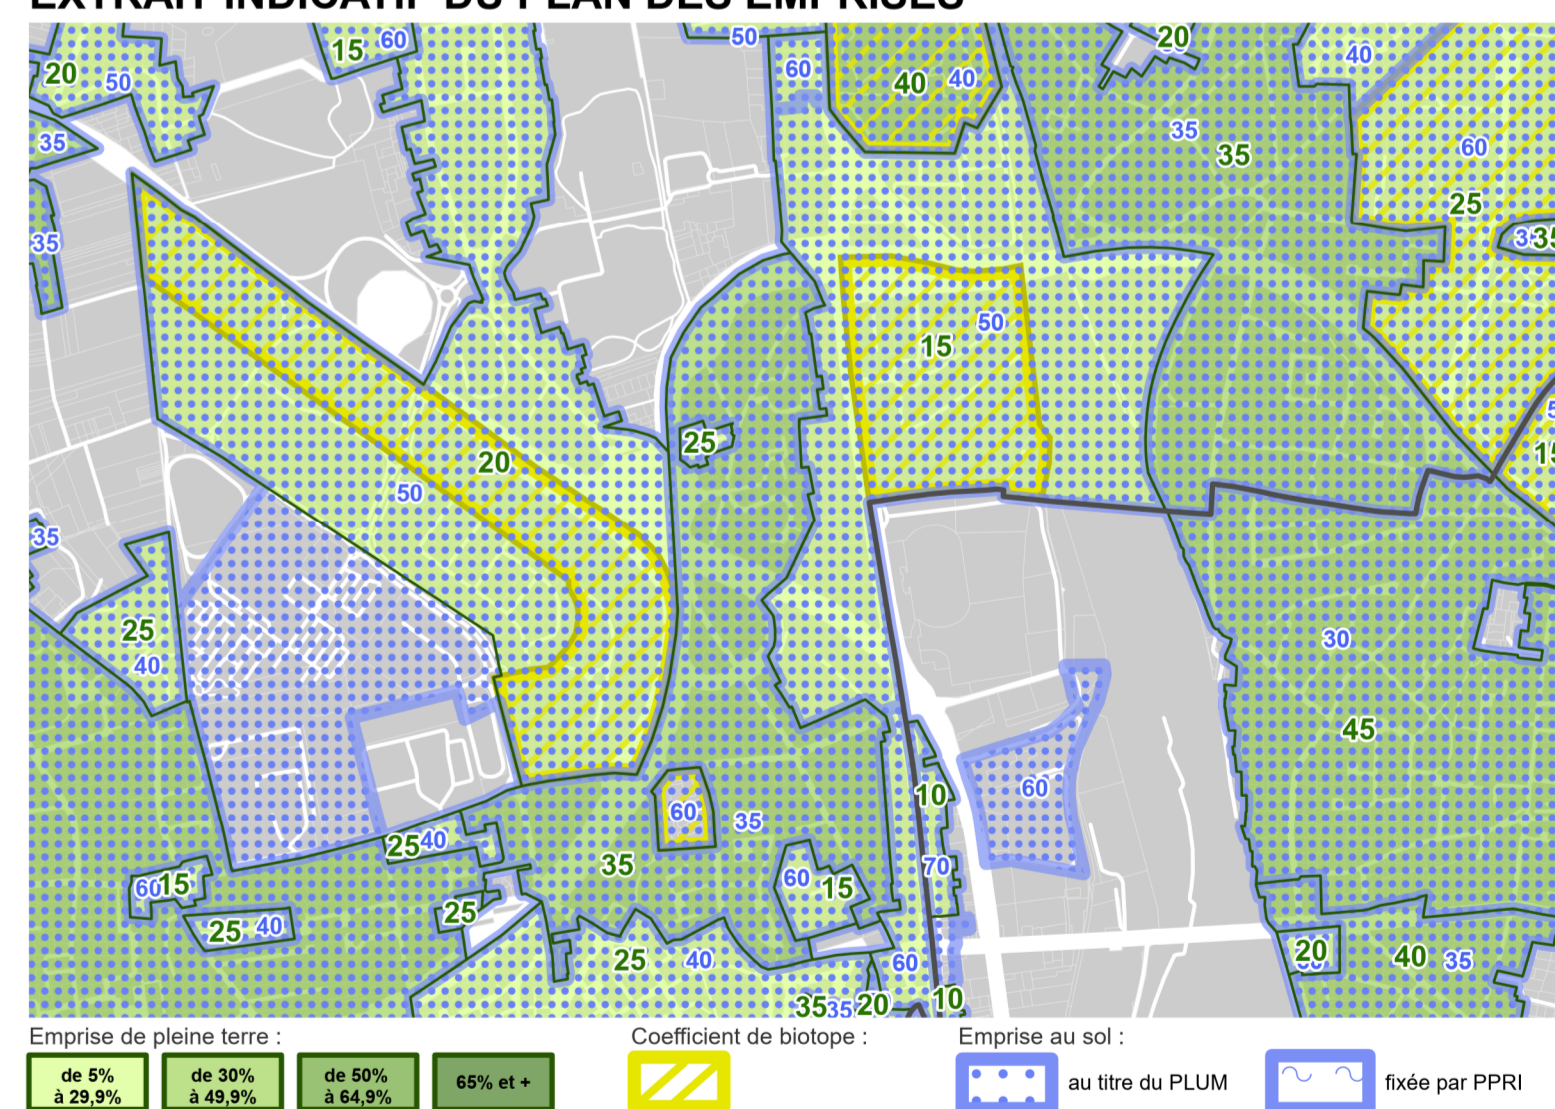 EXTRAIT INDICATIF DU PLAN DES EMPRISES
15 60 50 20 40
20 50 60 40 40
35 35 35 60
25
35 35
50
15
25
20
50
35
30
25
40
45
60 60
10
35
25 40
35
70
60 15 60 15
25
25 40
25 40 60 20 40 35
35 35 20 10
Emprise de pleine terre :
Coefficient de biotope :
Emprise au sol :
de 5%
à 29,9%
de 30%
à 49,9%
de 50%
à 64,9%
65% et +
au titre du PLUM
fixée par PPRI